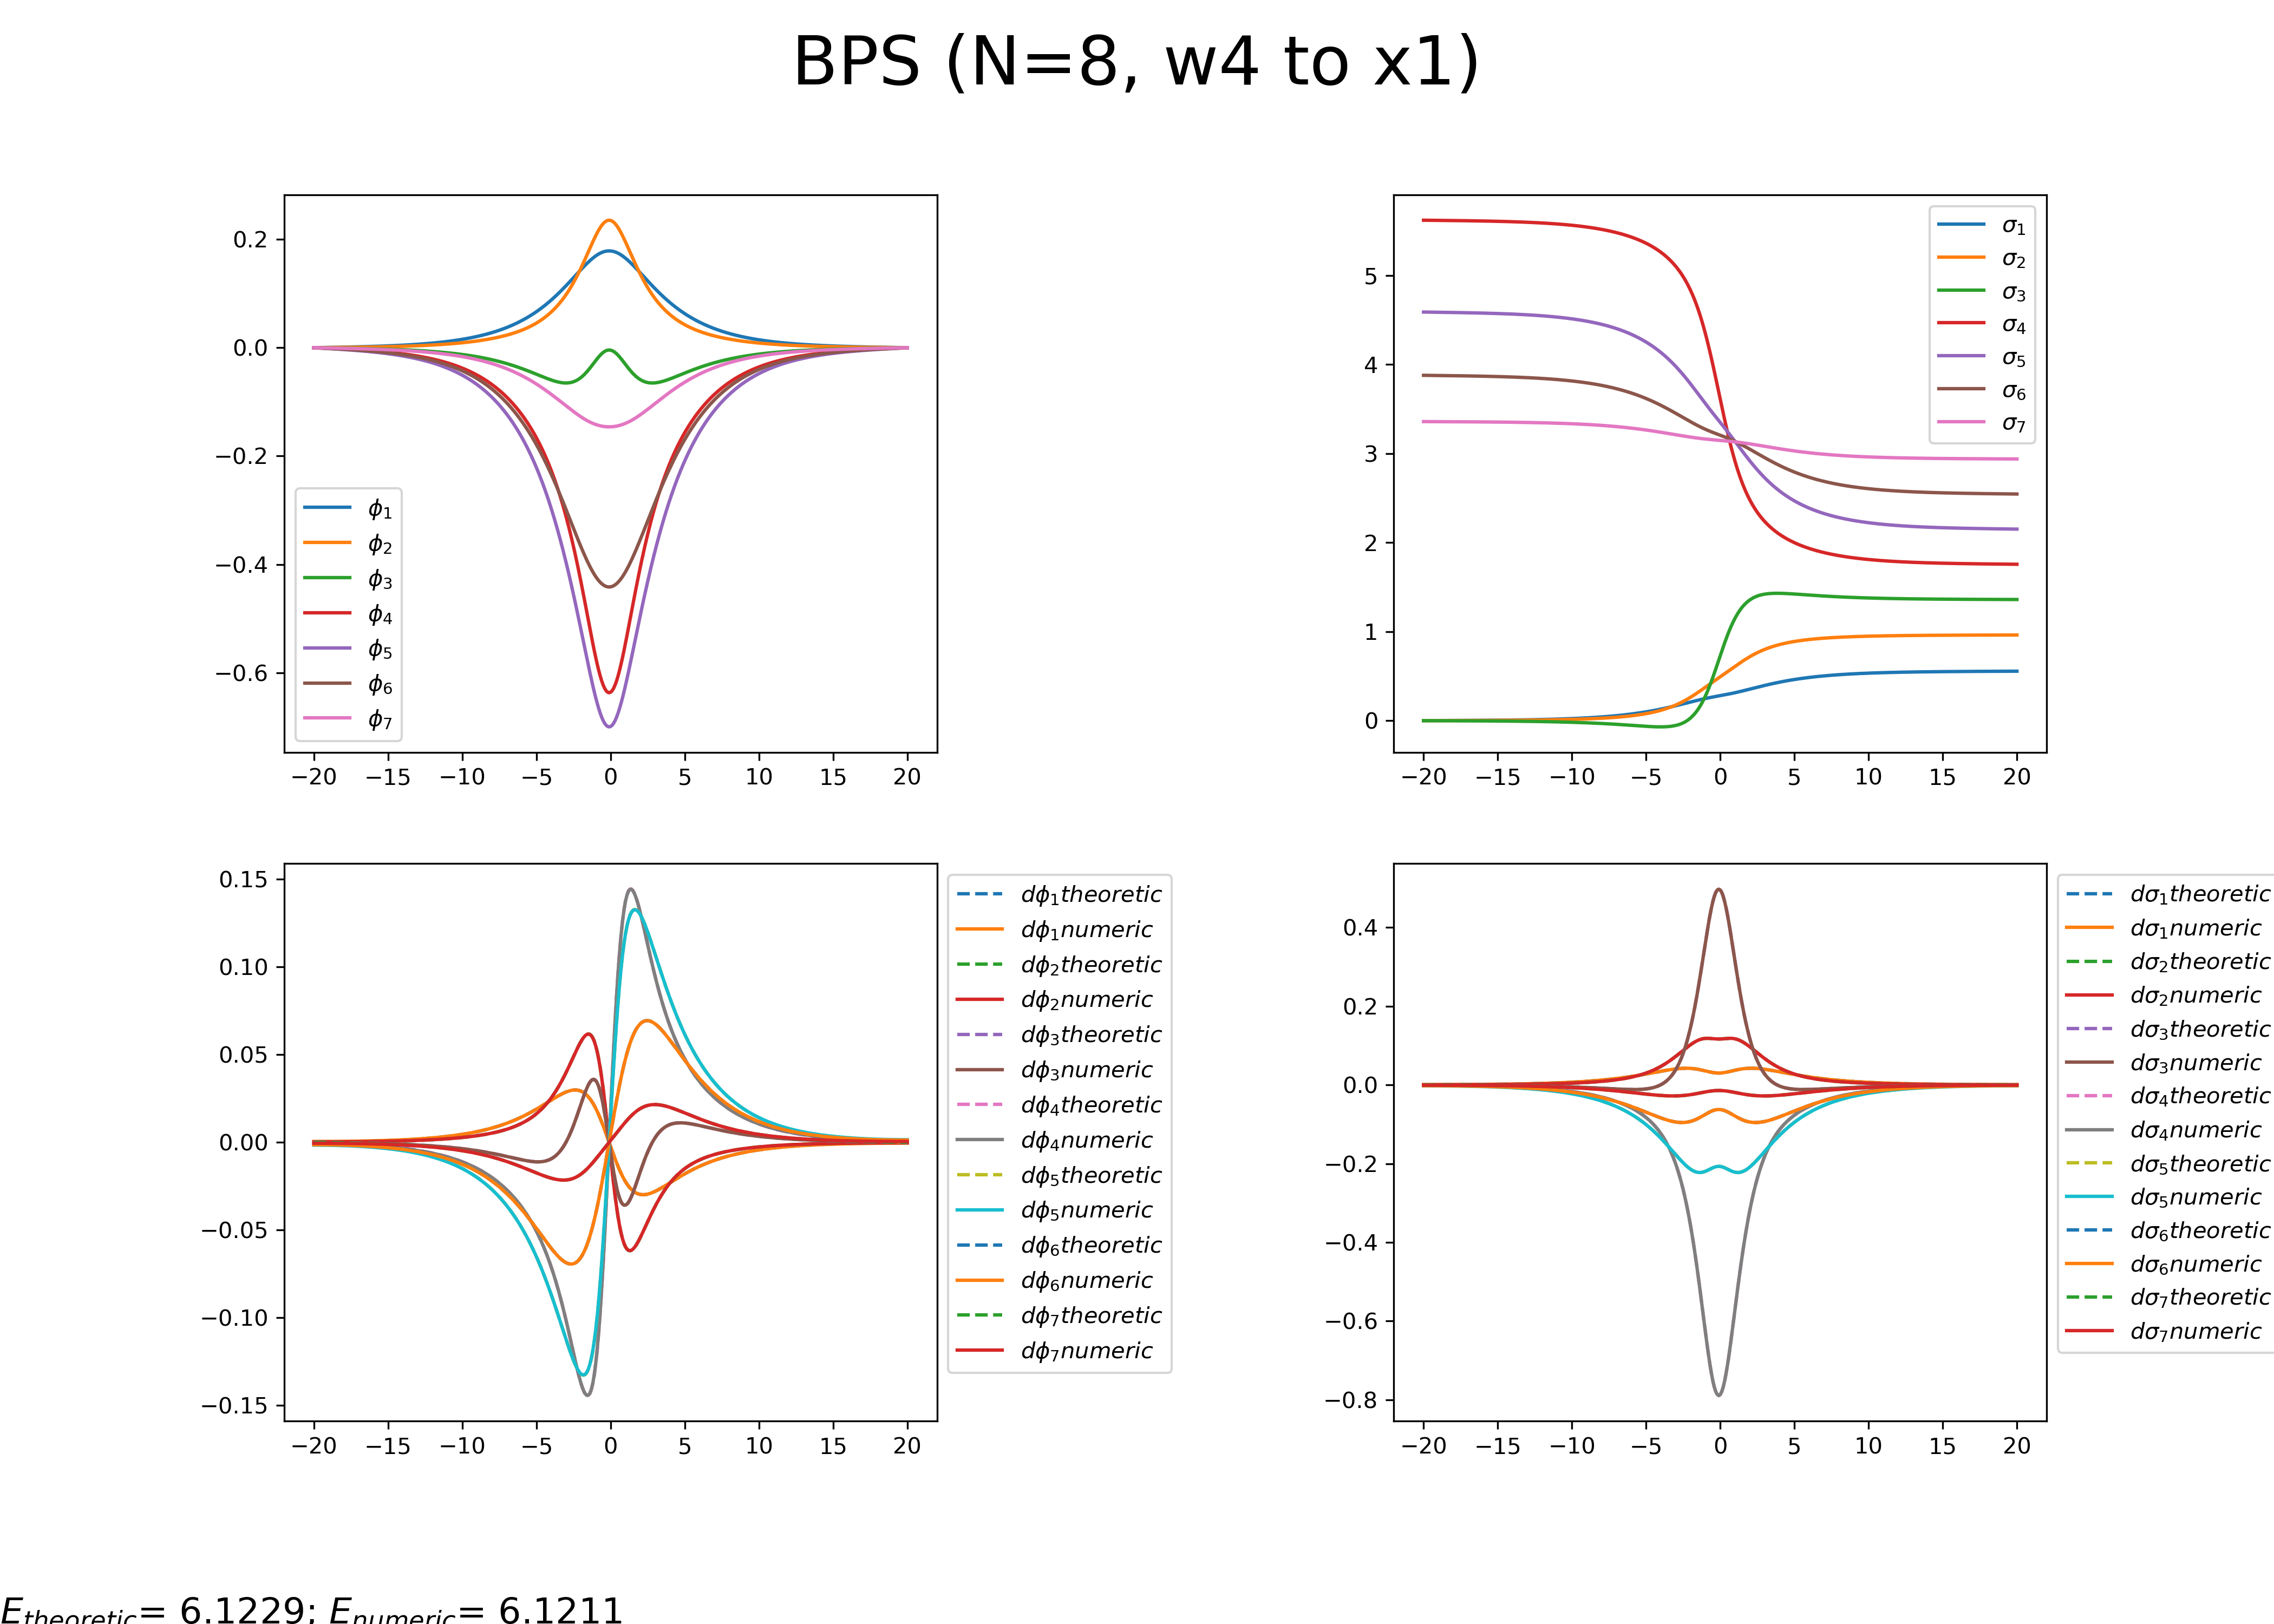 BPS (N=8, w4 to x1)
0.2
0.0
−0.2
−0.4
−0.6
ϕ1
ϕ2
ϕ3
ϕ4
ϕ5
ϕ6
ϕ7
−20 −15 −10 −5 0 5 10 15 20
5
4
3
2
1
0
σ1
σ2
σ3
σ4
σ5
σ6
σ7
−20 −15 −10 −5 0 5 10 15 20
0.15
0.10
0.05
0.00
−0.05
−0.10
−0.15
−20 −15 −10 −5 0 5 10 15 20
dϕ1theoretic
dϕ1numeric
dϕ2theoretic
dϕ2numeric
dϕ3theoretic
dϕ3numeric
dϕ4theoretic
dϕ4numeric
dϕ5theoretic
dϕ5numeric
dϕ6theoretic
dϕ6numeric
dϕ7theoretic
dϕ7numeric
0.4
0.2
0.0
−0.2
−0.4
−0.6
−0.8
−20 −15 −10 −5 0 5 10 15 20
dσ1theoretic
dσ1numeric
dσ2theoretic
dσ2numeric
dσ3theoretic
dσ3numeric
dσ4theoretic
dσ4numeric
dσ5theoretic
dσ5numeric
dσ6theoretic
dσ6numeric
dσ7theoretic
dσ7numeric
Etheoretic= 6.1229; Enumeric= 6.1211